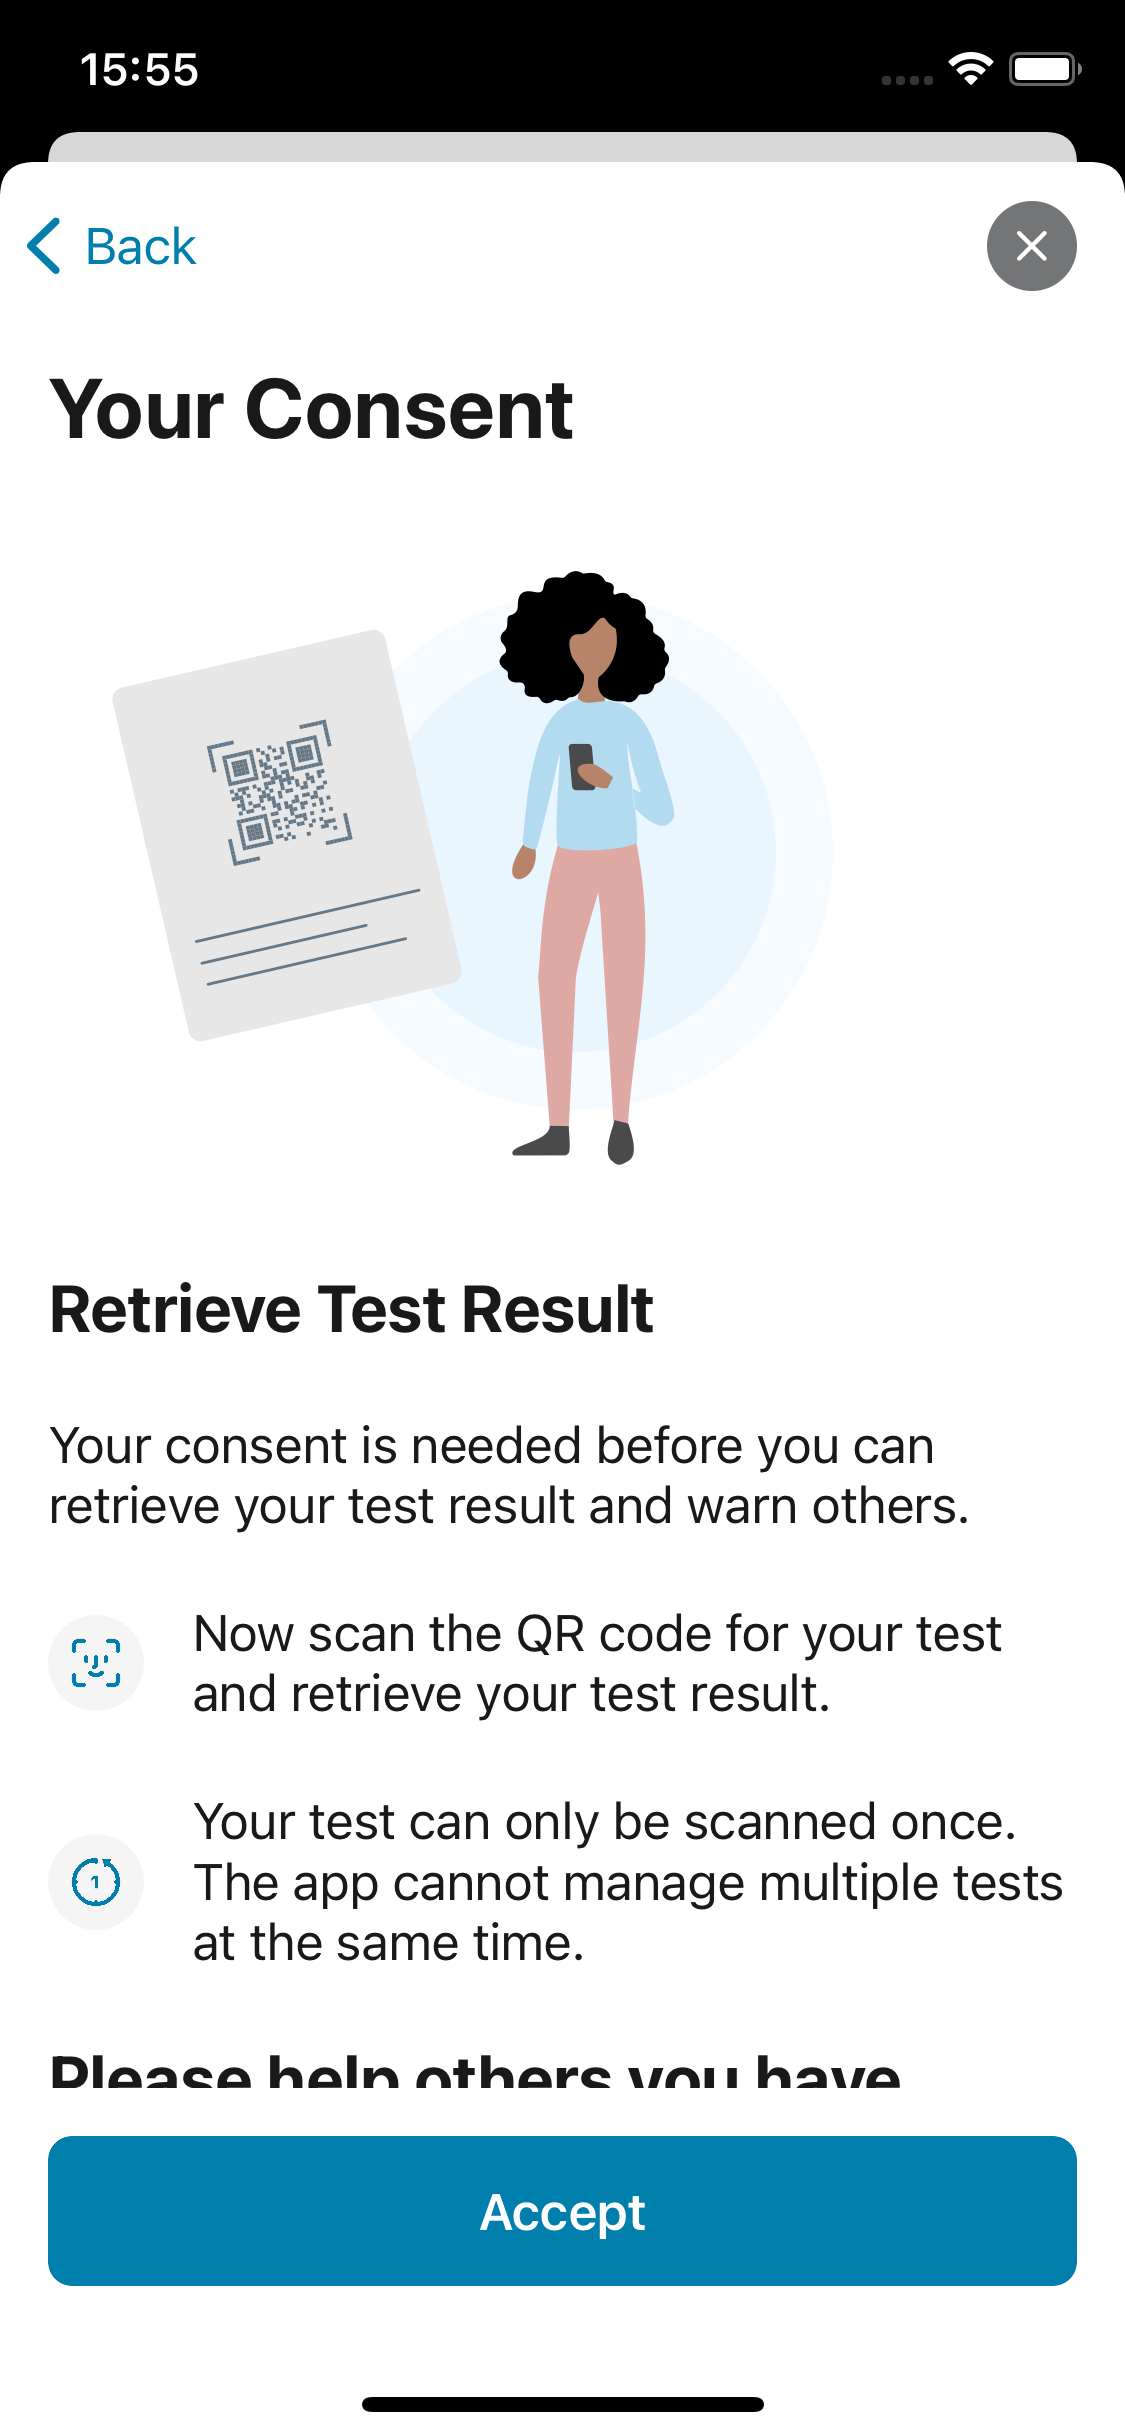 15:55
Back
Your Consent
Retrieve Test Result
Your consent is needed before you can
retrieve your test result and warn others.
Now scan the QR code for your test
and retrieve your test result.
Your test can only be scanned once.
The app cannot manage multiple tests
at the same time.
1
Please help others you have
Accept